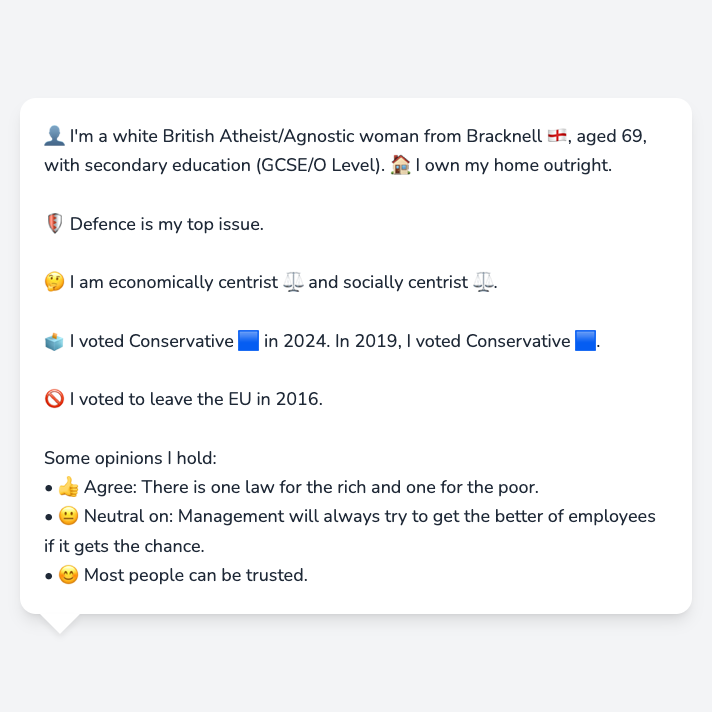 👤 I'm a white British Atheist/Agnostic woman from Bracknell 🏴󠁧󠁢󠁥󠁮󠁧󠁿, aged 69,
with secondary education (GCSE/O Level). 🏠 I own my home outright.
🛡️ Defence is my top issue.
🤔 I am economically centrist ⚖️ and socially centrist ⚖️.
🗳️ I voted Conservative 🟦 in 2024. In 2019, I voted Conservative 🟦.
🚫 I voted to leave the EU in 2016.
Some opinions I hold:
• 👍 Agree: There is one law for the rich and one for the poor.
• 😐 Neutral on: Management will always try to get the better of employees
if it gets the chance.
• 😊 Most people can be trusted.